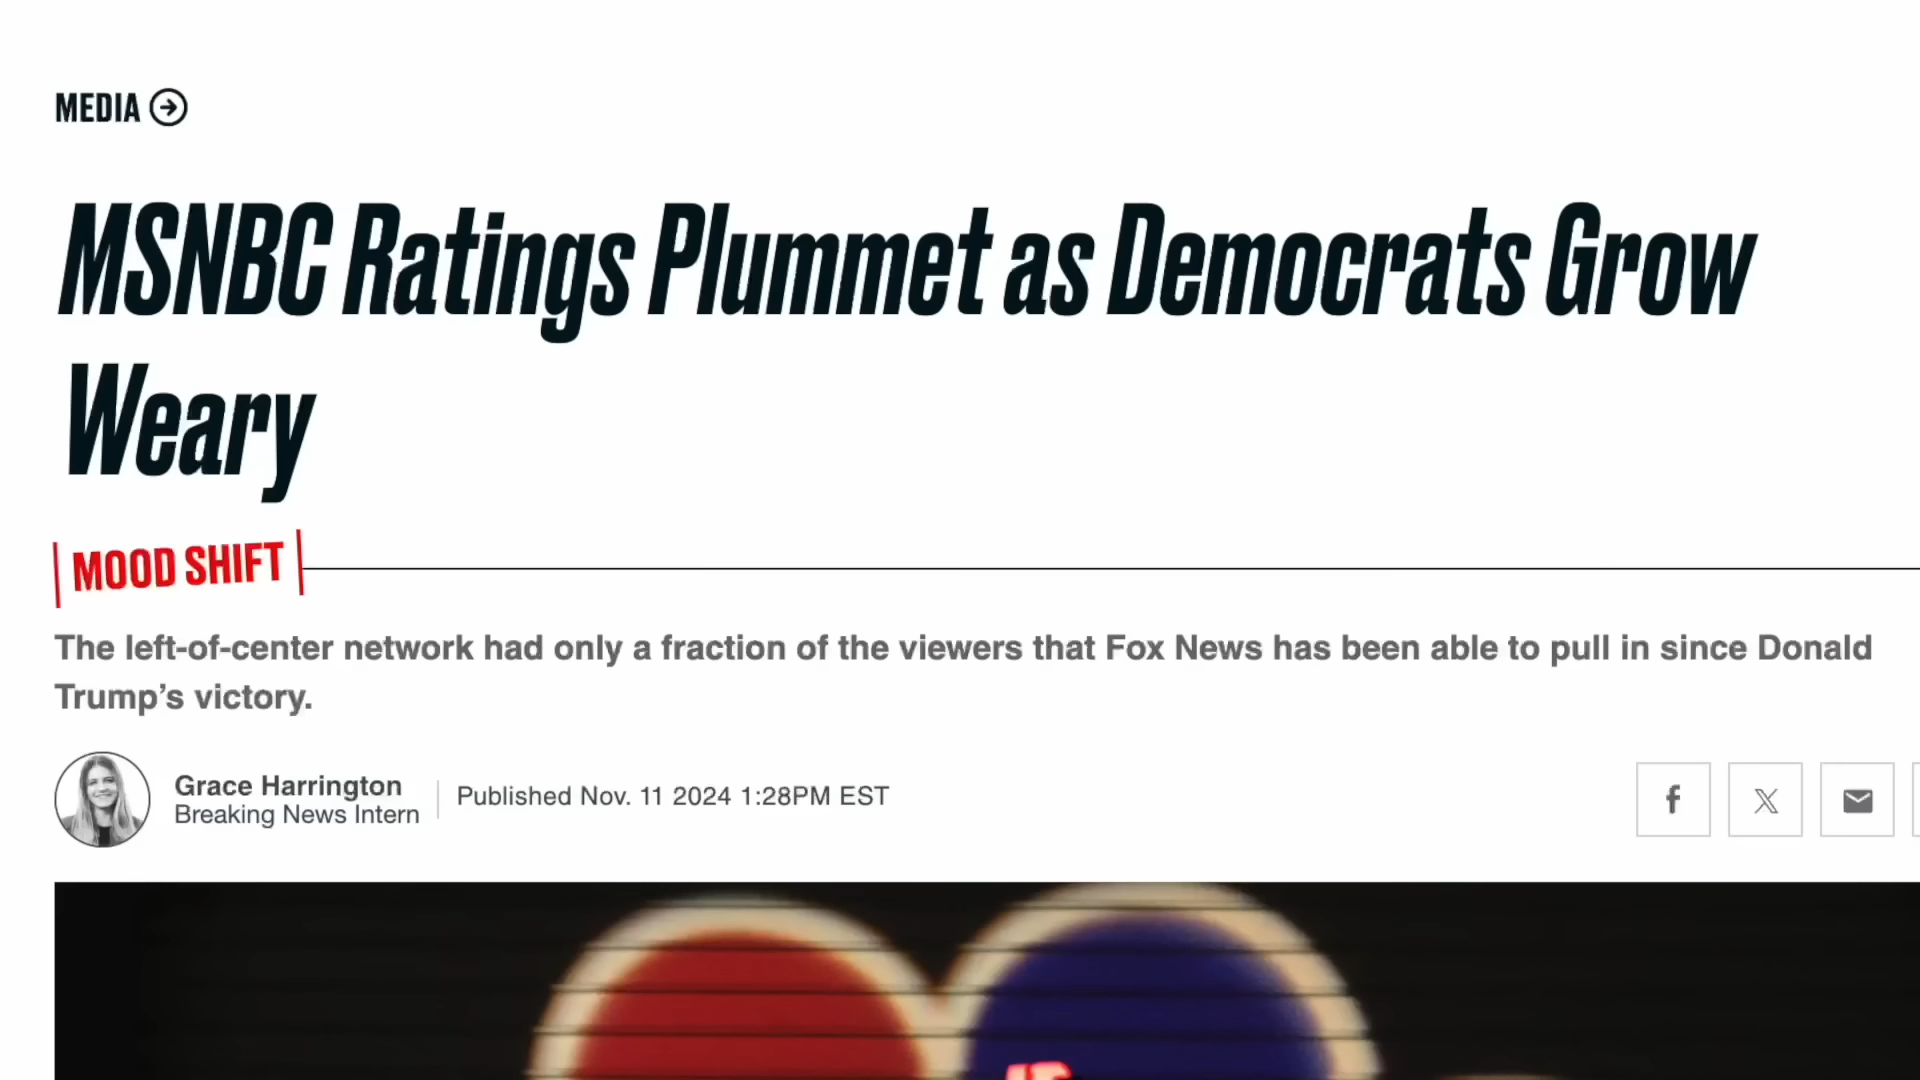 MEDIA
MSNBC Ratings Plummet as Democrats Grow
Weary
MOOD SHIFT
The left-of-center network had only a fraction of the viewers that Fox News has been able to pull in since Donald
Trump’s victory.
Grace Harrington
Breaking News Intern
Published Nov. 11 2024 1:28PM EST